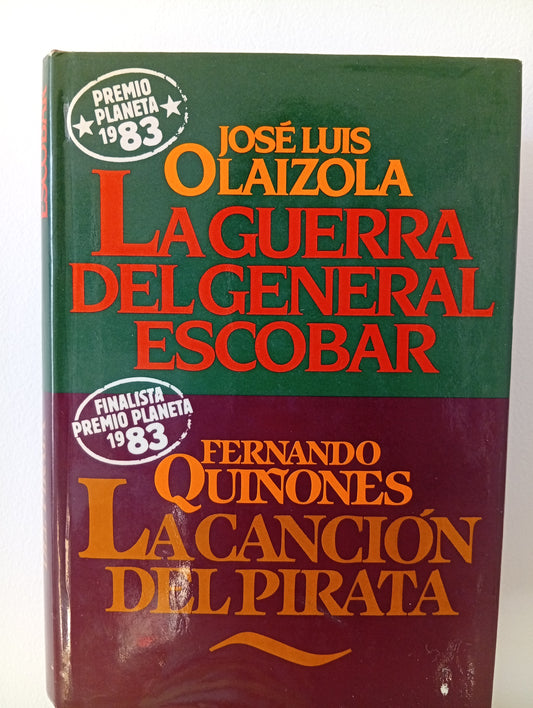 PREMIO
PLANETA
1983
JOSÉ LUIS
OLAIZOLA
LA GUERRA
DEL GENERAL
ESCOBAR
FINALISTA
PREMIO PLANETA
1983
FERNANDO
QUIÑONES
LA CANCIÓN
DEL PIRATA
ESCOBAR